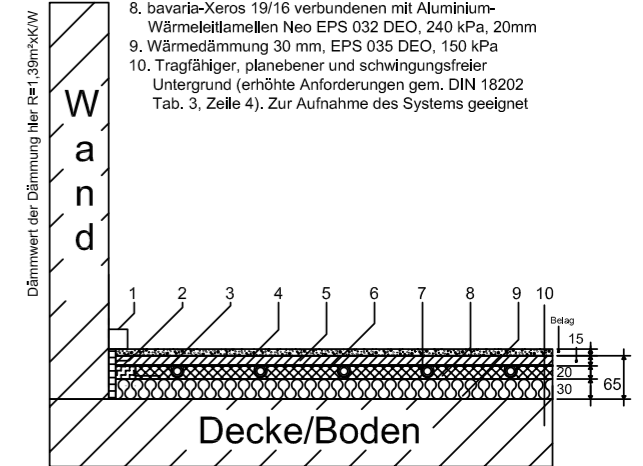 8. bavaria-Xeros 19/16 verbundenen mit Aluminium-
Wärmeleitlamellen Neo EPS 032 DEO, 240 kPa, 20mm
9. Wärmedämmung 30 mm, EPS 035 DEO, 150 kPa
10. Tragfähiger, planebener und schwingungsfreier
Untergrund (erhöhte Anforderungen gem. DIN 18202
Tab. 3, Zeile 4). Zur Aufnahme des Systems geeignet
Dämmwert der Dämmung hier R=1,39m²xK/W
Wand
1 2 3 4 5 6 7 8 9 10
Belag
15
20
30
65
Decke/Boden